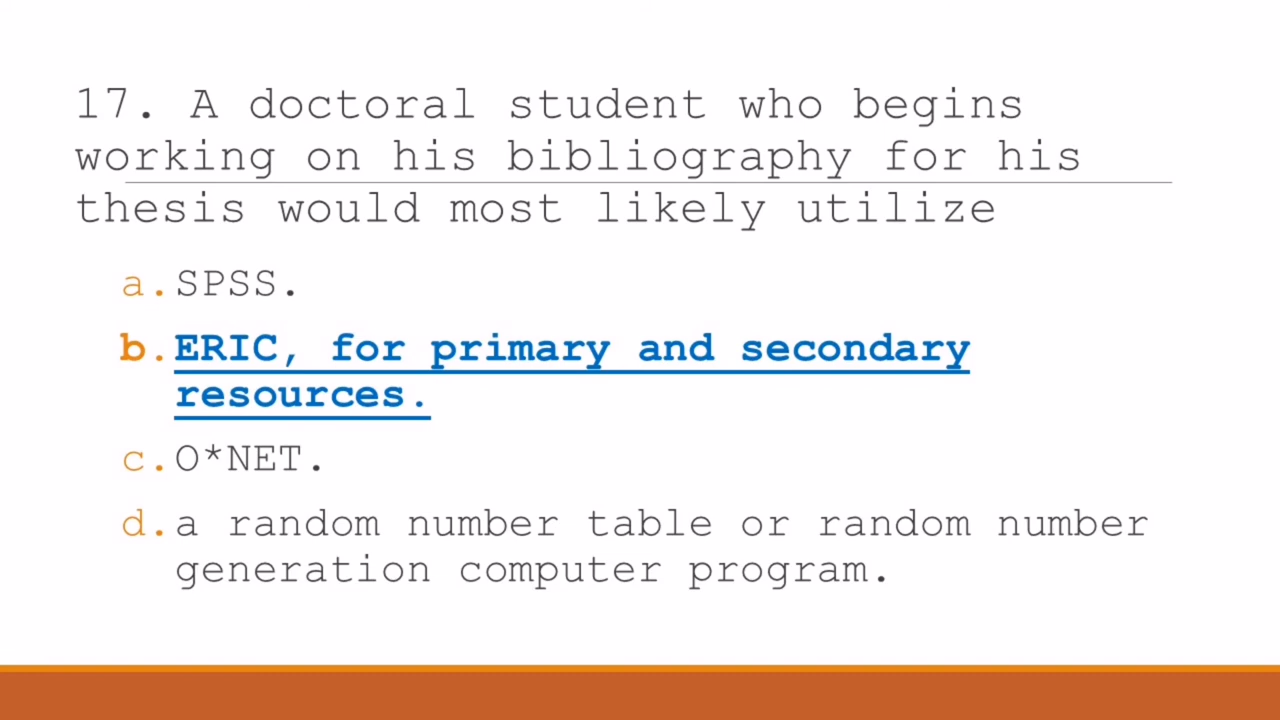 17. A doctoral student who begins
working on his bibliography for his
thesis would most likely utilize
a. SPSS.
b. ERIC, for primary and secondary
resources.
c. O*NET.
d. a random number table or random number
generation computer program.